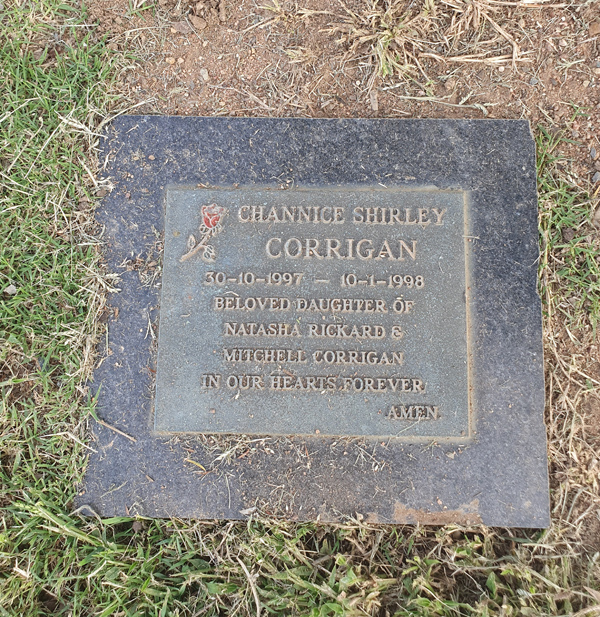 CHANNICE SHIRLEY
CORRIGAN
30-10-1997 — 10-1-1998
BELOVED DAUGHTER OF
NATASHA RICKARD &
MITCHELL CORRIGAN
IN OUR HEARTS FOREVER
AMEN.